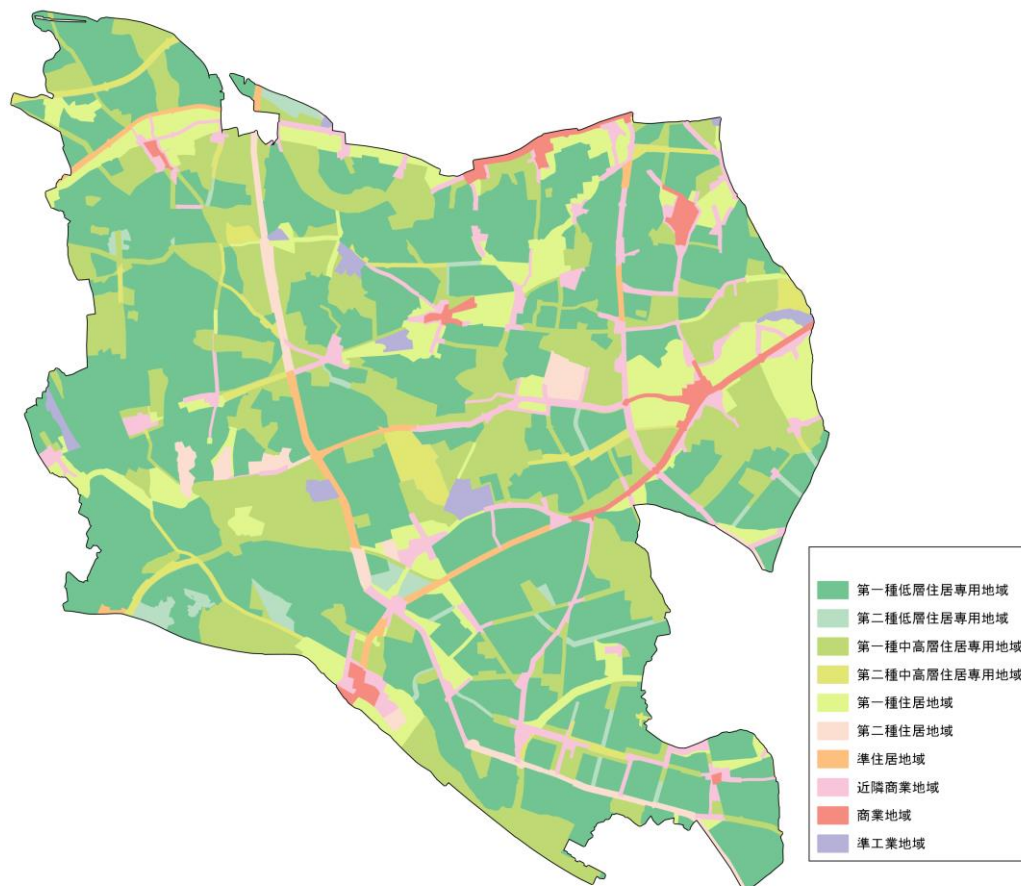 第一種低層住居専用地域
第二種低層住居専用地域
第一種中高層住居専用地域
第二種中高層住居専用地域
第一種住居地域
第二種住居地域
準住居地域
近隣商業地域
商業地域
準工業地域